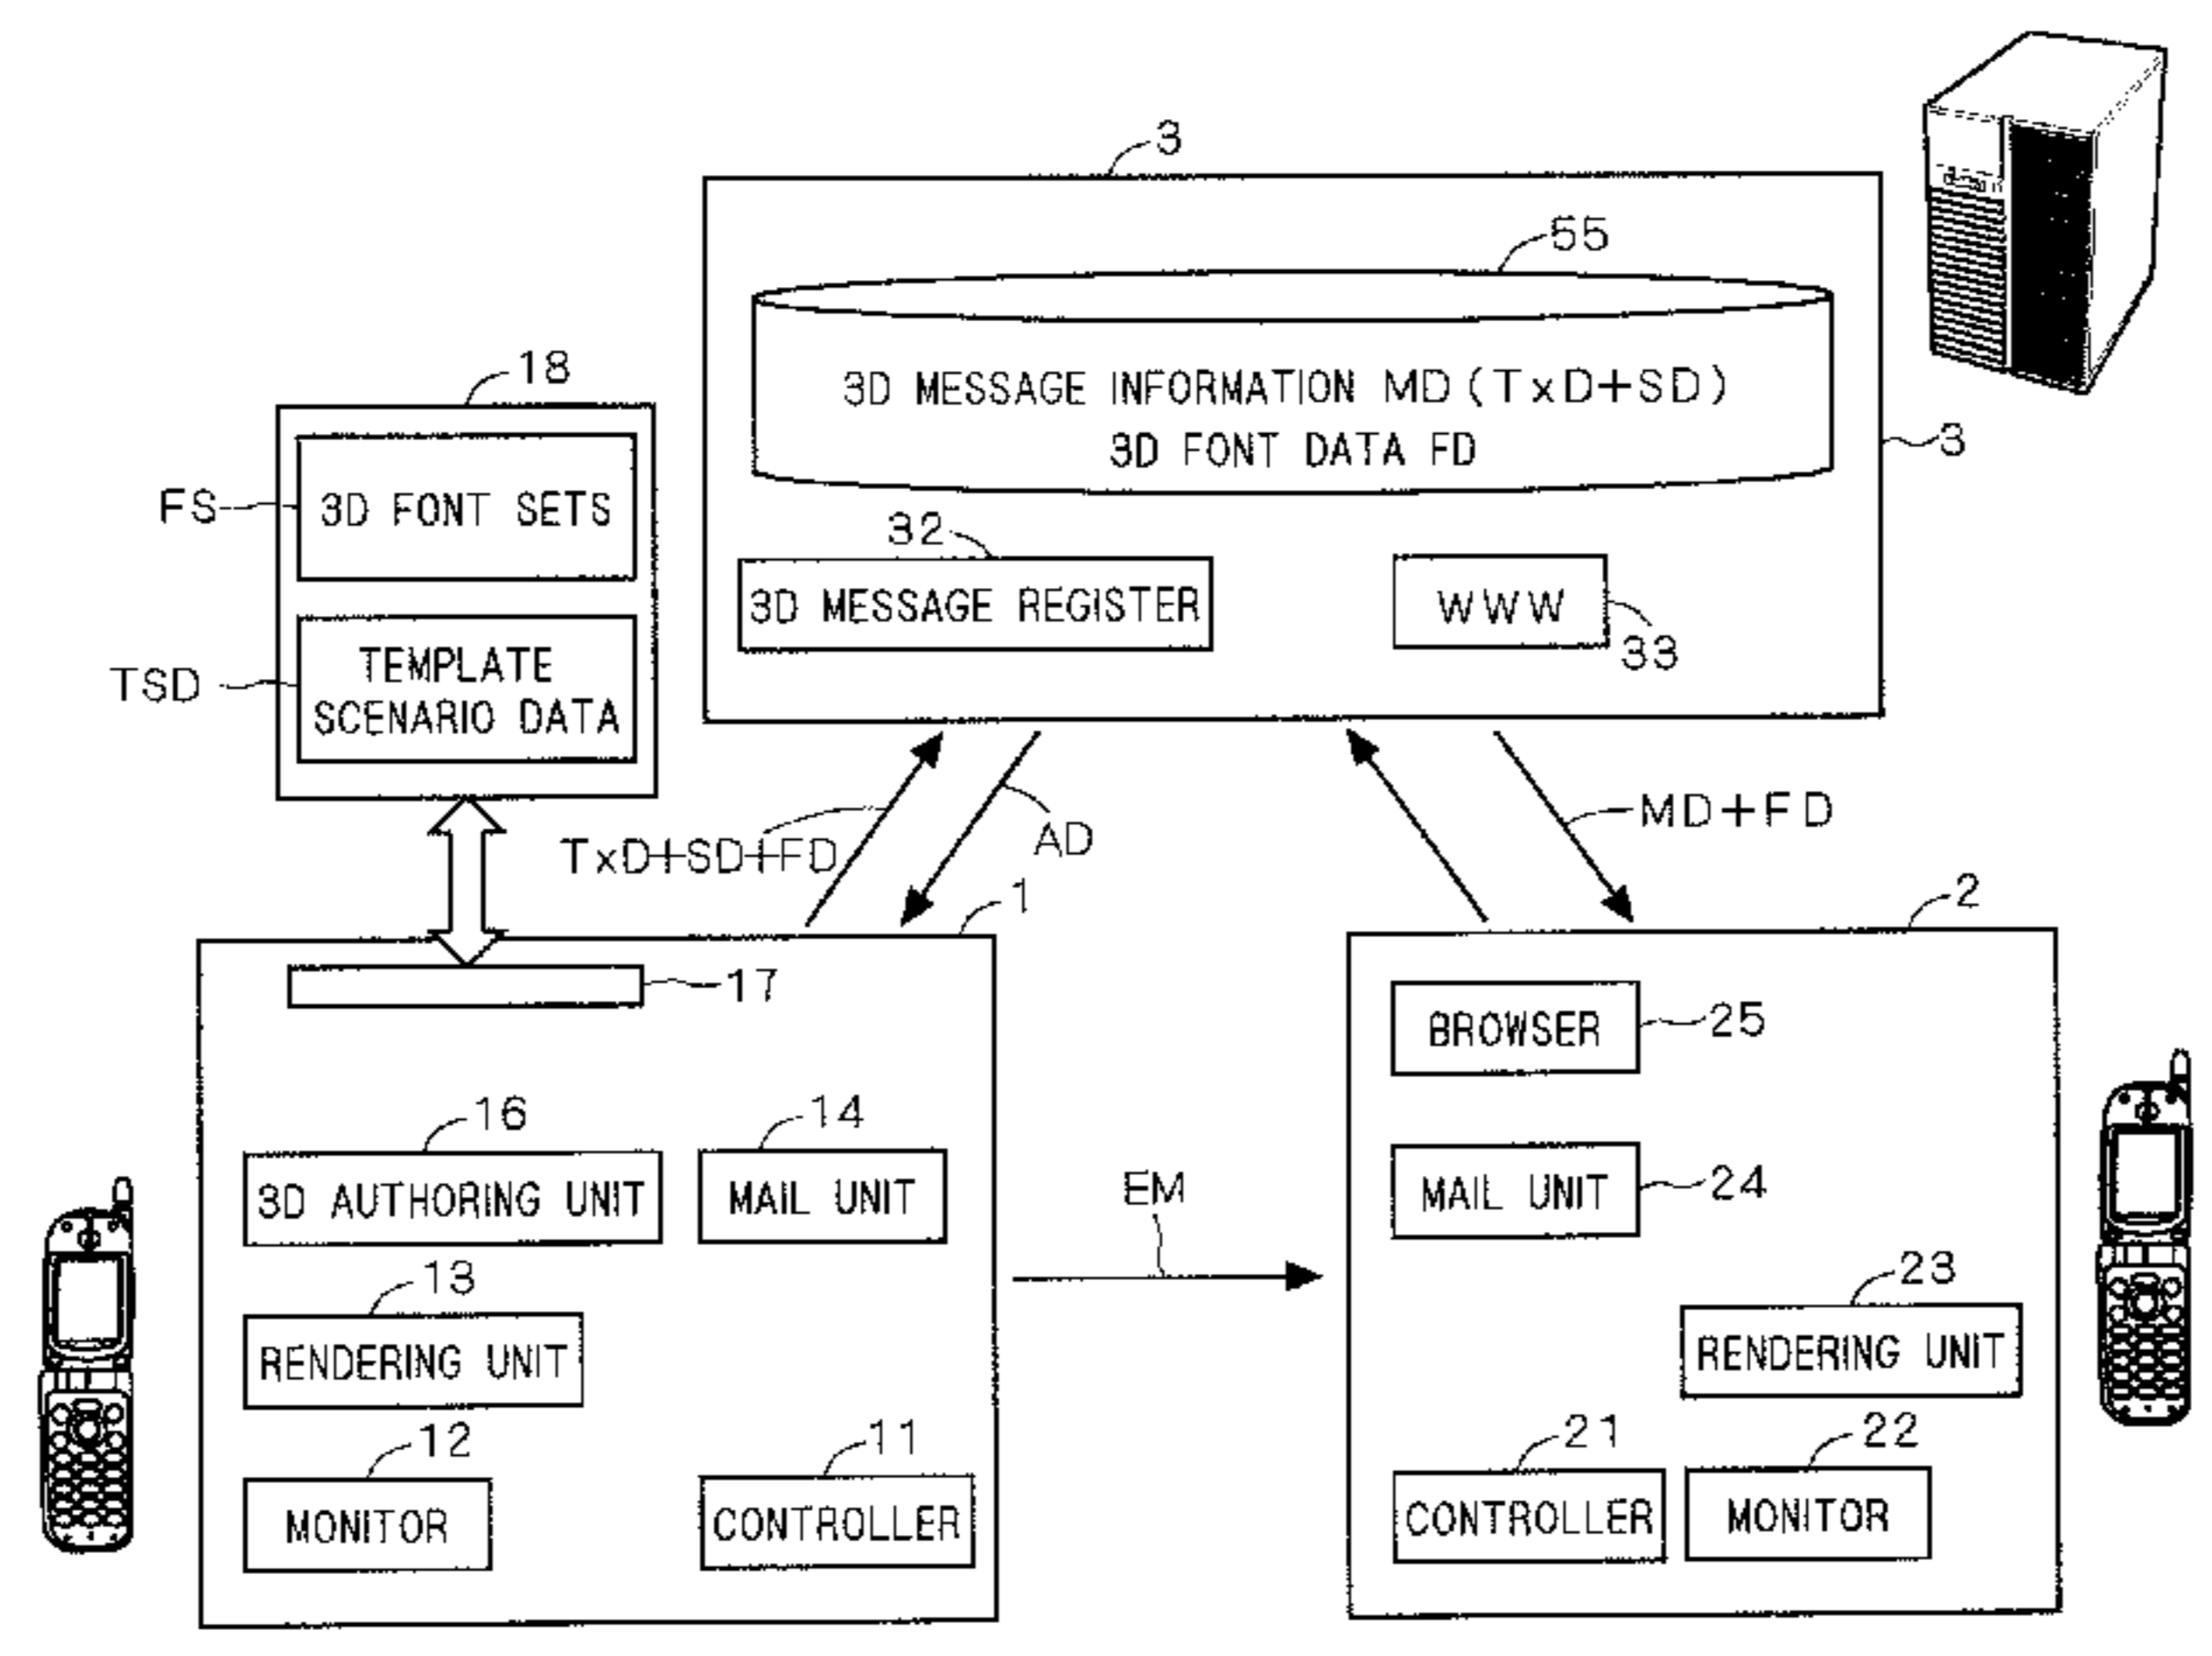 3
55
3D MESSAGE INFORMATION MD (TxD+SD)
3D FONT DATA FD
3
32
3D MESSAGE REGISTER
WWW
33
18
FS
3D FONT SETS
TSD
TEMPLATE
SCENARIO DATA
TxD+SD+FD
AD
MD+FD
1
17
16
3D AUTHORING UNIT
14
MAIL UNIT
13
RENDERING UNIT
12
MONITOR
11
CONTROLLER
EM
2
BROWSER
25
MAIL UNIT
24
23
RENDERING UNIT
21
CONTROLLER
22
MONITOR